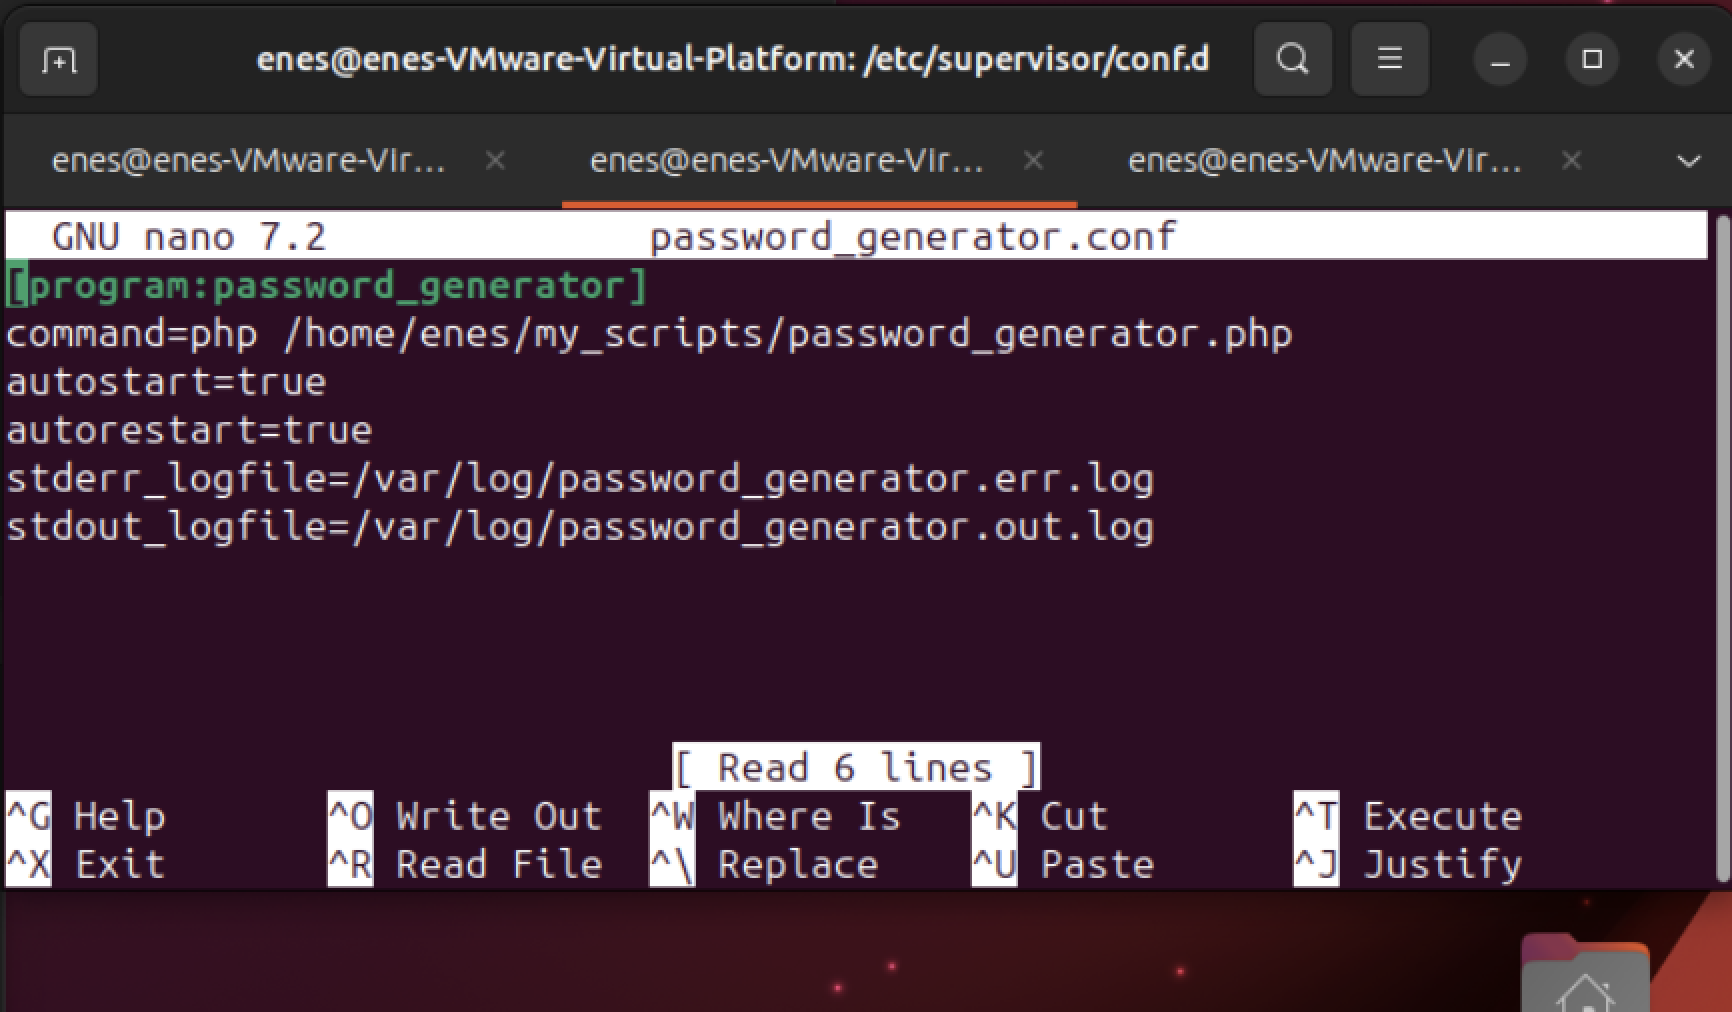 enes@enes-VMware-Virtual-Platform: /etc/supervisor/conf.d
enes@enes-VMware-Vir... enes@enes-VMware-Vir... enes@enes-VMware-Vir...
GNU nano 7.2 password_generator.conf
[program:password_generator]
command=php /home/enes/my_scripts/password_generator.php
autostart=true
autorestart=true
stderr_logfile=/var/log/password_generator.err.log
stdout_logfile=/var/log/password_generator.out.log
[ Read 6 lines ]
^G Help ^O Write Out ^W Where Is ^K Cut ^T Execute
^X Exit ^R Read File ^\ Replace ^U Paste ^J Justify